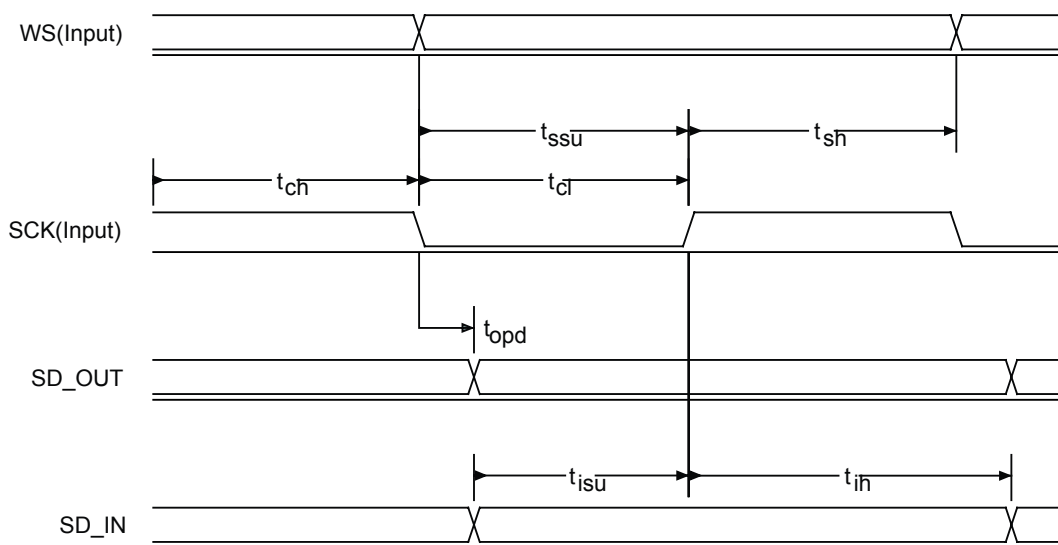 WS(Input)
tssu
tsh
tch
tcl
SCK(Input)
topd
SD_OUT
tisu
tih
SD_IN